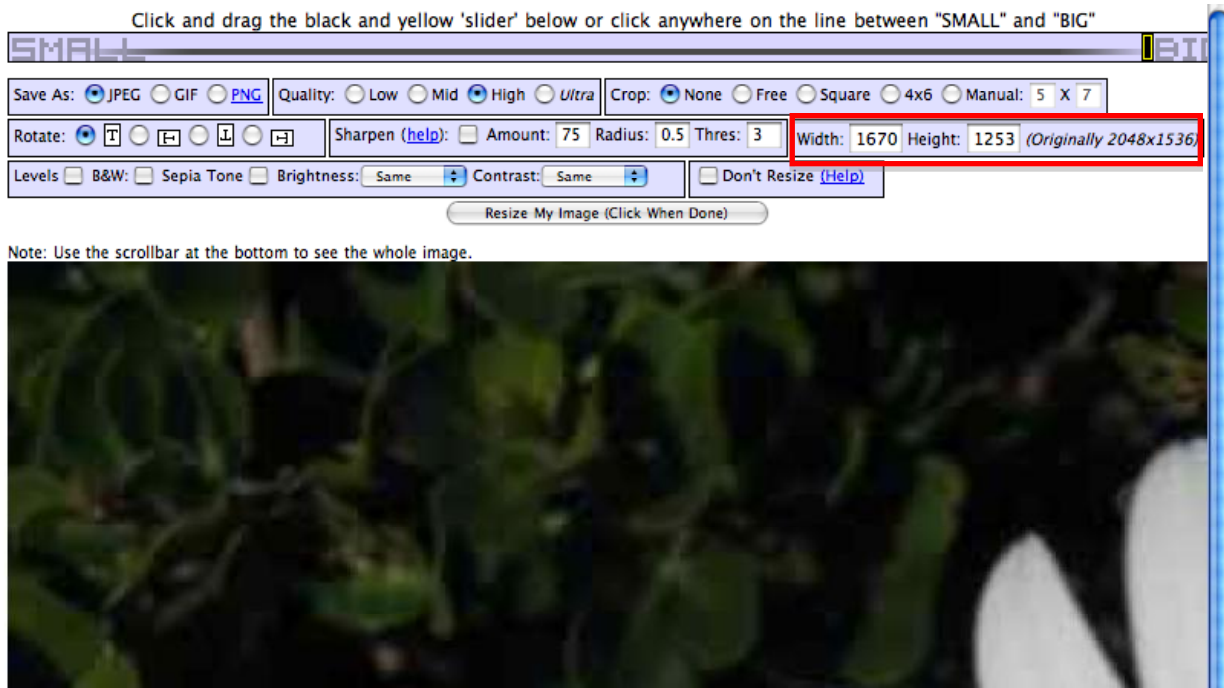 Click and drag the black and yellow 'slider' below or click anywhere on the line between "SMALL" and "BIG"
SMALL BI
Save As: JPEG GIF PNG Quality: Low Mid High Ultra Crop: None Free Square 4x6 Manual: 5 X 7
Rotate: T T T T Sharpen (help): Amount: 75 Radius: 0.5 Thres: 3 Width: 1670 Height: 1253 (Originally 2048x1536)
Levels B&W: Sepia Tone Brightness: Same Contrast: Same Don't Resize (Help)
Resize My Image (Click When Done)
Note: Use the scrollbar at the bottom to see the whole image.